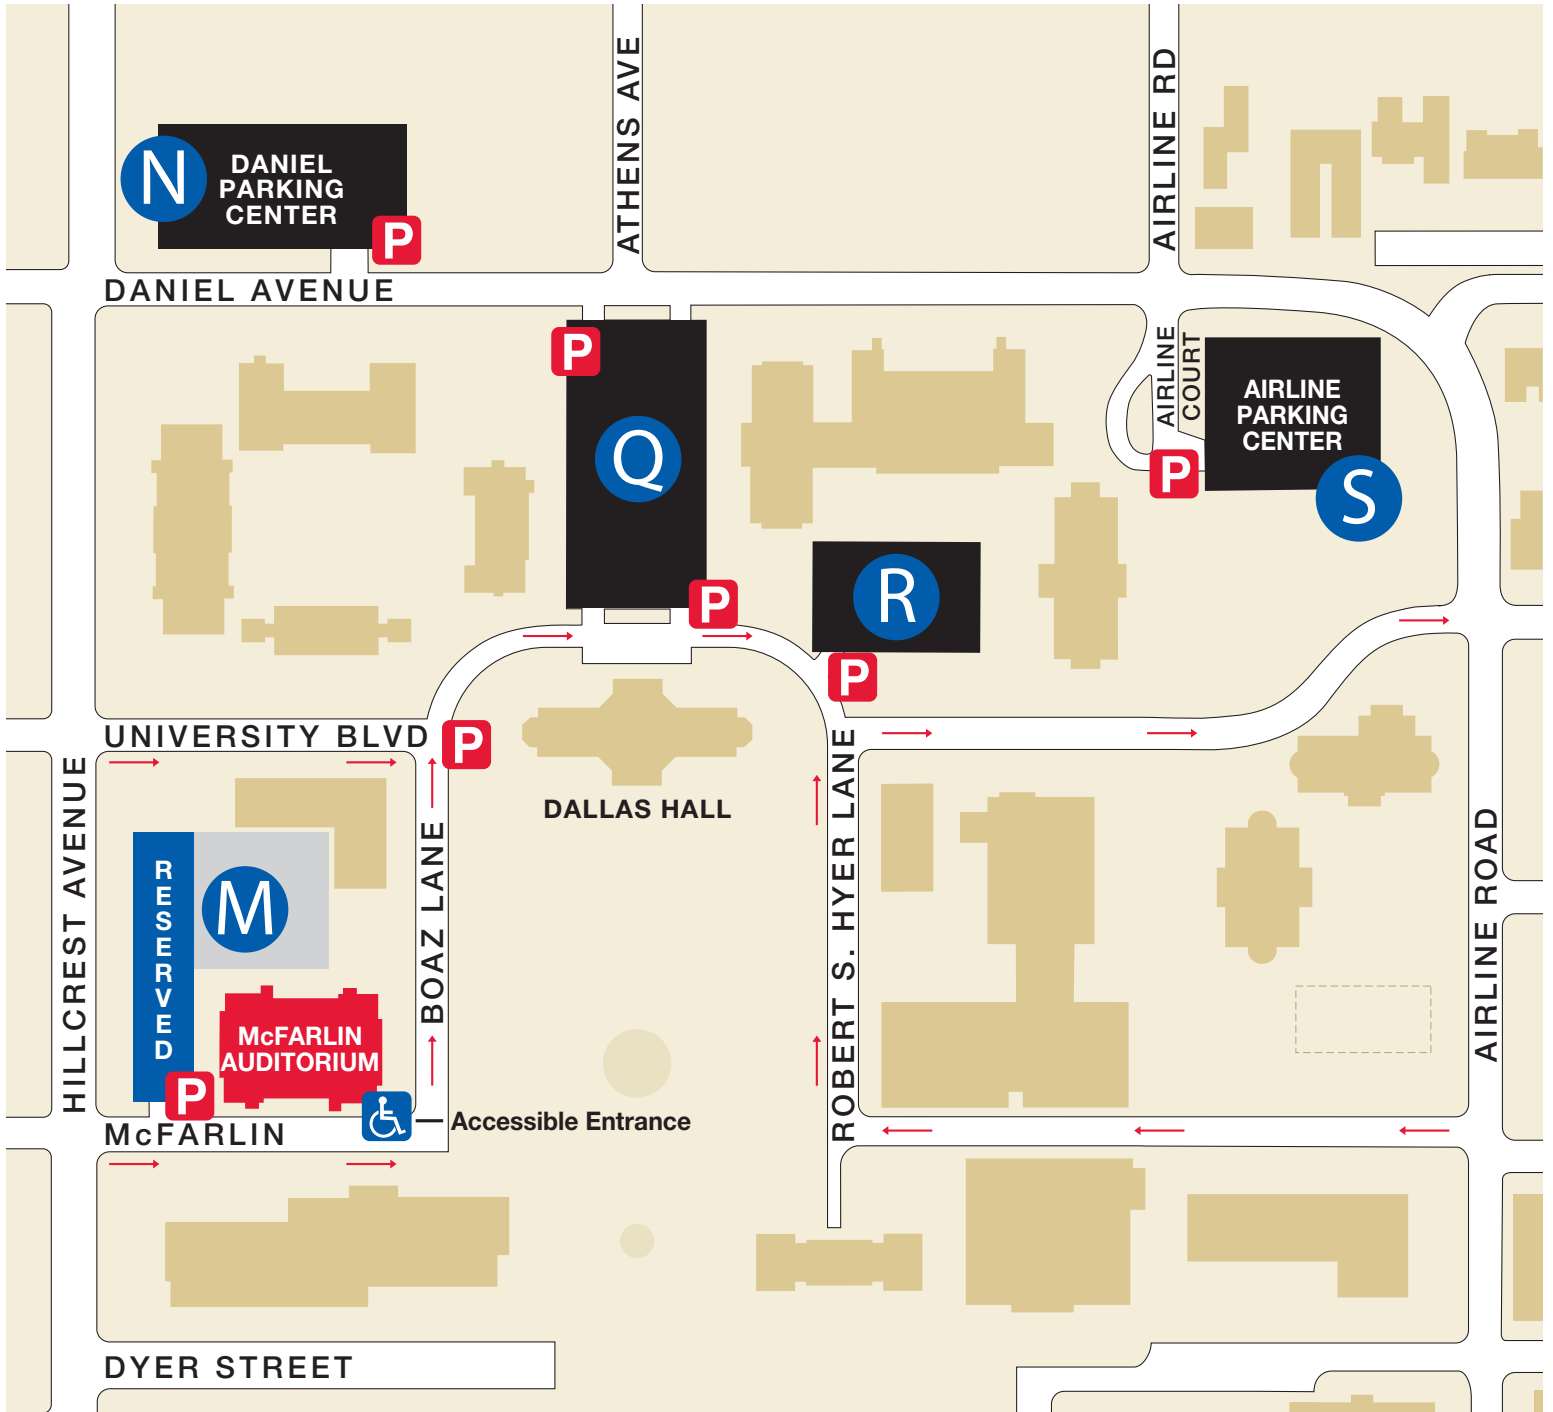 ATHENS AVE
AIRLINE RD
N
DANIEL
PARKING
CENTER
P
DANIEL AVENUE
P
Q
P
AIRLINE
COURT
AIRLINE
PARKING
CENTER
P
S
R
P
UNIVERSITY BLVD
P
DALLAS HALL
HILLCREST AVENUE
RESERVED
M
BOAZ LANE
ROBERT S. HYER LANE
AIRLINE ROAD
McFARLIN
AUDITORIUM
P
Accessible Entrance
McFARLIN
DYER STREET